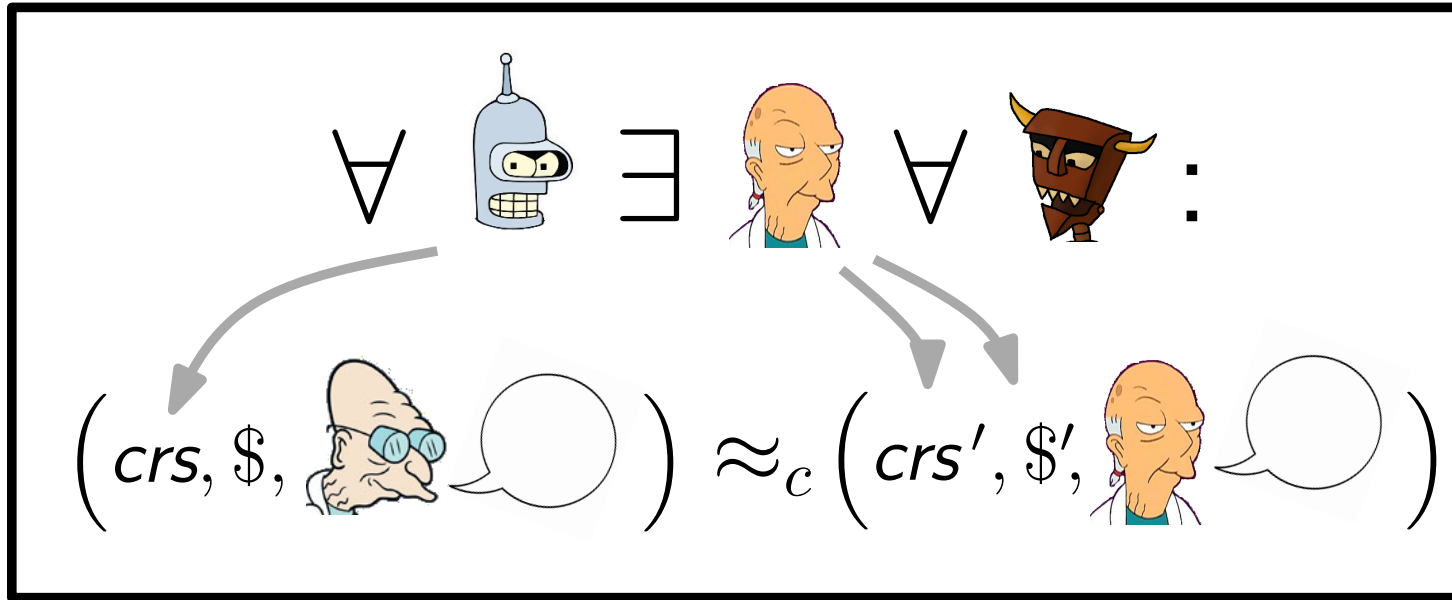 ∀ ∃ ∀ :
(crs, $, ) ≈c (crs′, $′, )